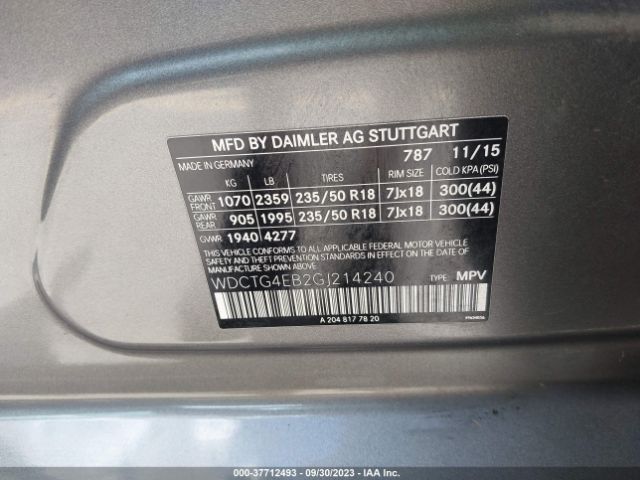 MFD BY DAIMLER AG STUTTGART
MADE IN GERMANY 787 11/15
KG LB TIRES RIM SIZE COLD KPA(PSI)
GAWR FRONT 1070 2359 235/50 R18 7Jx18 300(44)
GAWR REAR 905 1995 235/50 R18 7Jx18 300(44)
GVWR 1940 4277
THIS VEHICLE CONFORMS TO ALL APPLICABLE FEDERAL MOTOR VEHICLE
SAFETY, BUMPER, AND THEFT PREVENTION STANDARDS IN EFFECT ON
THE DATE OF MANUFACTURE SHOWN ABOVE.
WDCTG4EB2GJ214240 TYPE: MPV
A 204 817 78 20
000-37712493 - 09/30/2023 - IAA Inc.